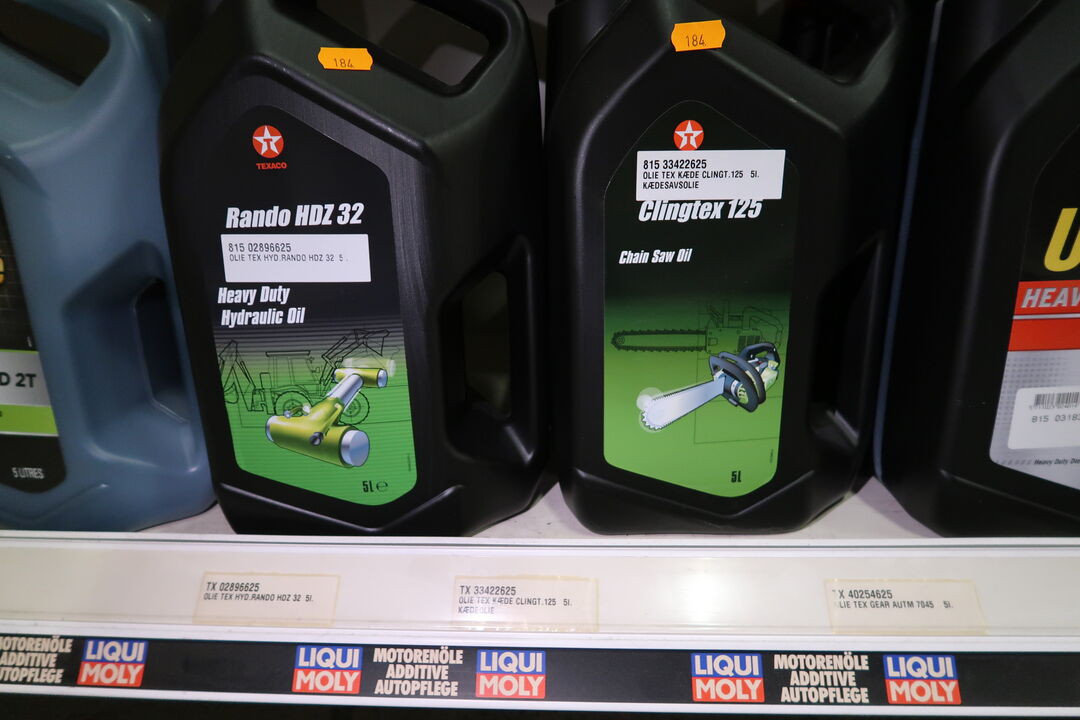 184
184
TEXACO
Rando HDZ 32
815 02896625
OLIE TEX HYD.RANDO HDZ 32 5.
Heavy Duty
Hydraulic Oil
5L e
815 33422625
OLIE TEX KÆDE CLINGT.125 5l.
KÆDESAVSOLIE
Clingtex 125
Chain Saw Oil
5L
D 2T
5 LITRES
U
HEAV
815 0318
Heavy Duty Die
TX 02896625
OLIE TEX HYD.RANDO HDZ 32 5l.
TX 33422625
OLIE TEX KÆDE CLINGT.125 5l.
KÆDEOLIE
TX 40254625
OLIE TEX GEAR AUTM 7045 5l.
MOTORENÖLE
ADDITIVE
AUTOPFLEGE
LIQUI
MOLY
LIQUI
MOLY
MOTORENÖLE
ADDITIVE
AUTOPFLEGE
LIQUI
MOLY
LIQUI
MOLY
MOTORENÖLE
ADDITIVE
AUTOPFLEGE
LIQUI
MOLY